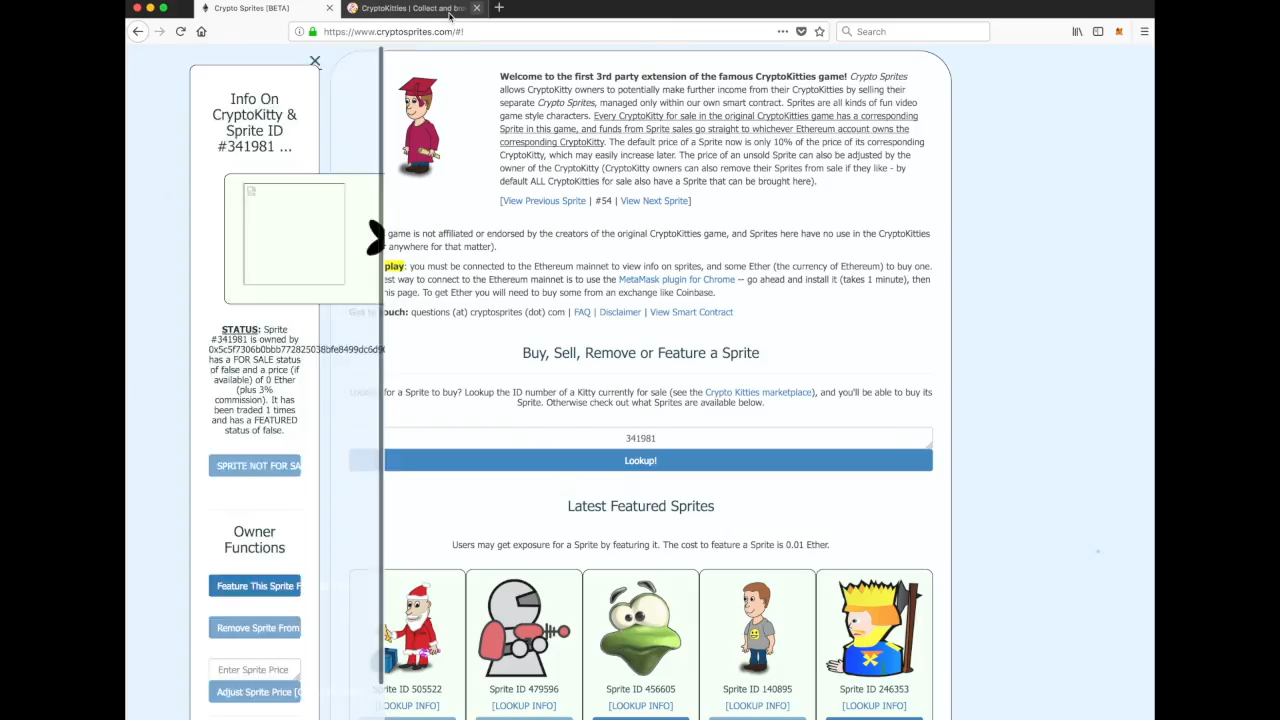 Crypto Sprites [BETA]
CryptoKitties | Collect and bre
https://www.cryptosprites.com/#!
Search
Info On
CryptoKitty &
Sprite ID
#341981 ...
STATUS: Sprite
#341981 is owned by
0x5c5f7306b0bbb772825038bfe8499dc6d9
has a FOR SALE status
of false and a price (if
available) of 0 Ether
(plus 3%
commission). It has
been traded 1 times
and has a FEATURED
status of false.
SPRITE NOT FOR SA
Owner
Functions
Feature This Sprite F
Remove Sprite From
Enter Sprite Price
Adjust Sprite Price [
Welcome to the first 3rd party extension of the famous CryptoKitties game! Crypto Sprites
allows CryptoKitty owners to potentially make further income from their CryptoKitties by selling their
separate Crypto Sprites, managed only within our own smart contract. Sprites are all kinds of fun video
game style characters. Every CryptoKitty for sale in the original CryptoKitties game has a corresponding
Sprite in this game, and funds from Sprite sales go straight to whichever Ethereum account owns the
corresponding CryptoKitty. The default price of a Sprite now is only 10% of the price of its corresponding
CryptoKitty, which may easily increase later. The price of an unsold Sprite can also be adjusted by the
owner of the CryptoKitty (CryptoKitty owners can also remove their Sprites from sale if they like - by
default ALL CryptoKitties for sale also have a Sprite that can be brought here).
[View Previous Sprite | #54 | View Next Sprite]
game is not affiliated or endorsed by the creators of the original CryptoKitties game, and Sprites here have no use in the CryptoKitties
anywhere for that matter).
play: you must be connected to the Ethereum mainnet to view info on sprites, and some Ether (the currency of Ethereum) to buy one.
est way to connect to the Ethereum mainnet is to use the MetaMask plugin for Chrome -- go ahead and install it (takes 1 minute), then
his page. To get Ether you will need to buy some from an exchange like Coinbase.
Get in touch: questions (at) cryptosprites (dot) com | FAQ | Disclaimer | View Smart Contract
Buy, Sell, Remove or Feature a Sprite
for a Sprite to buy? Lookup the ID number of a Kitty currently for sale (see the Crypto Kitties marketplace), and you'll be able to buy its
Sprite. Otherwise check out what Sprites are available below.
341981
Lookup!
Latest Featured Sprites
Users may get exposure for a Sprite by featuring it. The cost to feature a Sprite is 0.01 Ether.
Sprite ID 505522
Sprite ID 479596
Sprite ID 456605
Sprite ID 140895
Sprite ID 246353
[LOOKUP INFO]
[LOOKUP INFO]
[LOOKUP INFO]
[LOOKUP INFO]
[LOOKUP INFO]